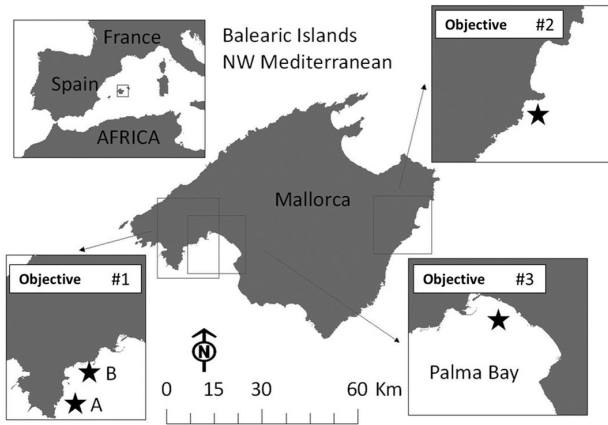 France
Spain
AFRICA
Balearic Islands
NW Mediterranean
Objective #2
Mallorca
Objective #1
B
A
N
0 15 30 60 Km
Objective #3
Palma Bay